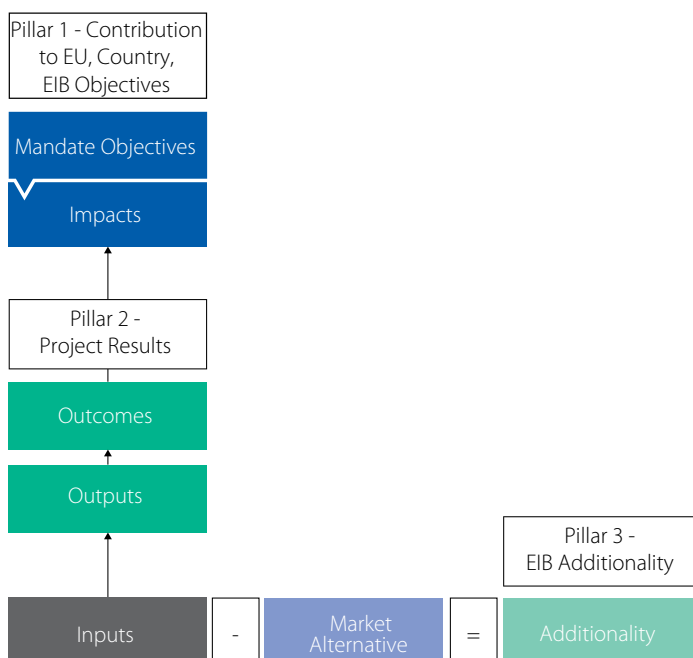 Pillar 1 - Contribution
to EU, Country,
EIB Objectives
Mandate Objectives
Impacts
Pillar 2 -
Project Results
Outcomes
Outputs
Pillar 3 -
EIB Additionality
Inputs
-
Market
Alternative
=
Additionality